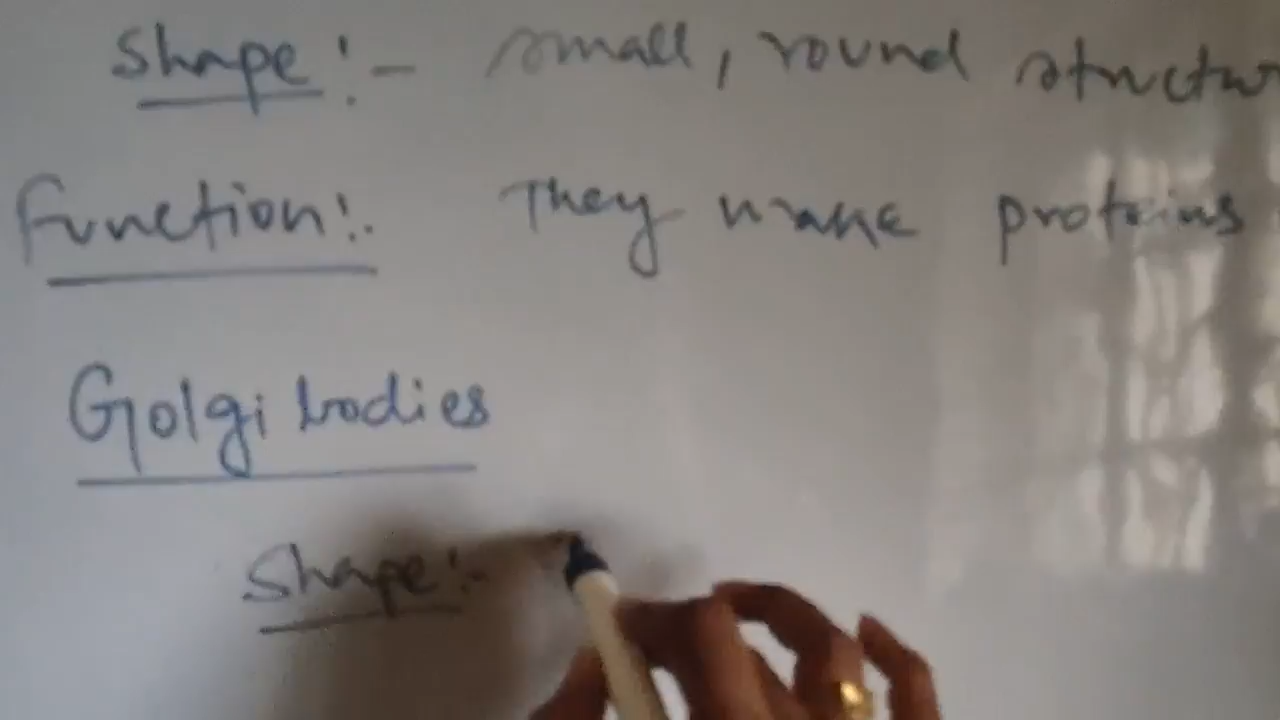 Shape:- small, round structur
Function:. They make proteins
Golgi bodies
Shape:-